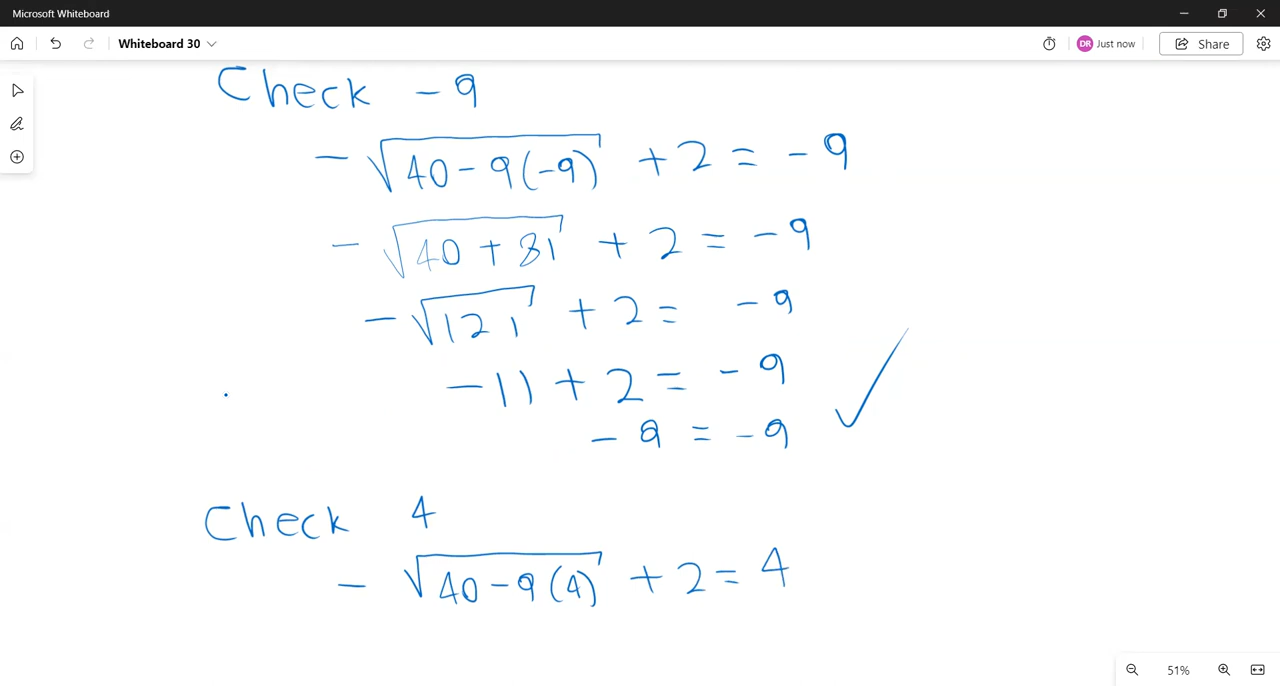 Microsoft Whiteboard
Whiteboard 30
DR Just now
Share
Check -9
-√(40-9(-9)) +2 = -9
-√(40+81) +2 = -9
-√121 +2 = -9
-11+2 = -9
-9 = -9 ✓
Check 4
-√(40-9(4)) +2 = 4
51%